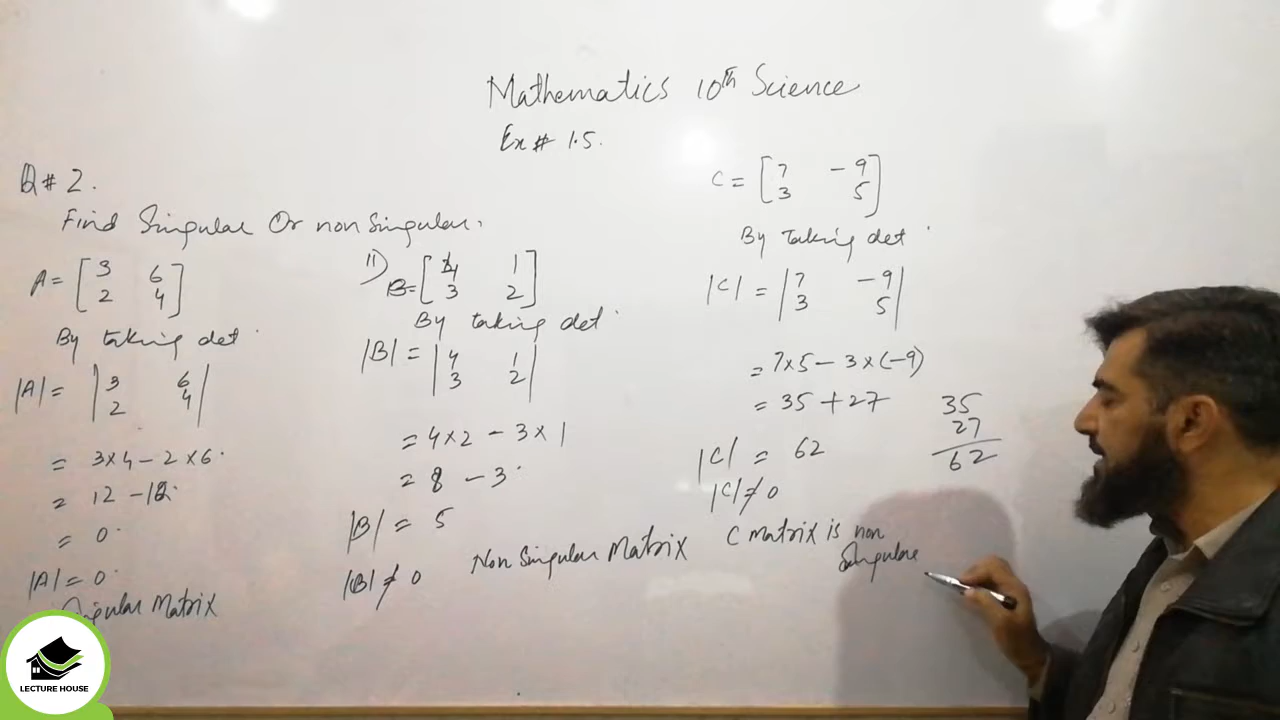 Mathematics 10th Science
Ex # 1.5.
Q # 2.
Find Singular Or non Singular.
A = [3 6
2 4]
By taking det.
|A| = |3 6
2 4|
= 3×4 - 2×6.
= 12 - 12.
= 0.
|A| = 0.
Singular Matrix
ii) B = [4 1
3 2]
By taking det.
|B| = |4 1
3 2|
= 4×2 - 3×1
= 8 - 3.
|B| = 5
|B| ≠ 0
Non Singular Matrix
C = [7 -9
3 5]
By taking det.
|C| = |7 -9
3 5|
= 7×5 - 3×(-9)
= 35 + 27
|C| = 62
|C| ≠ 0
35
27
62
C matrix is non
Singulare
LECTURE HOUSE